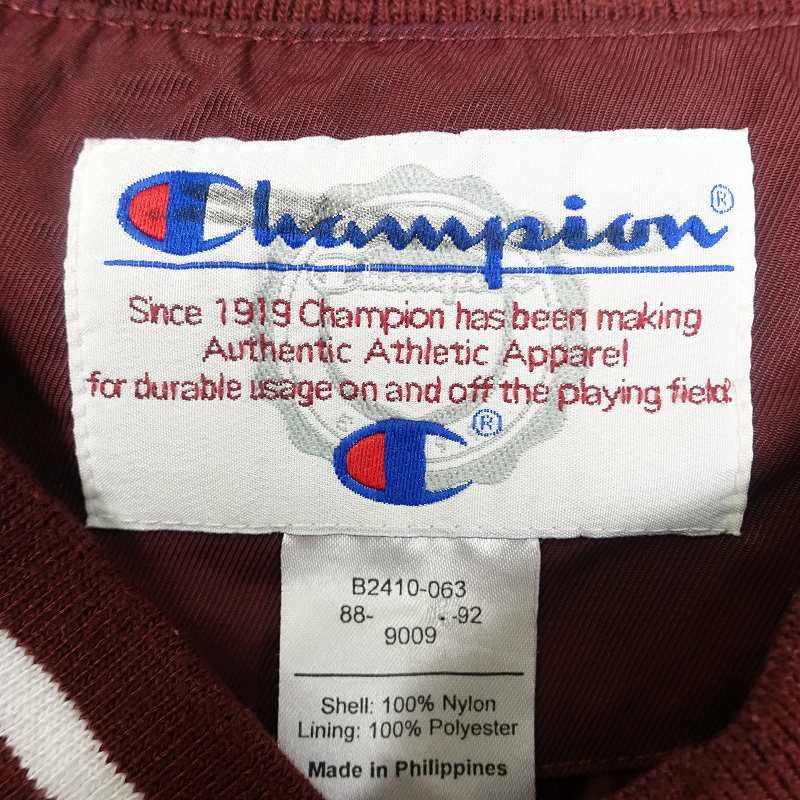 Champion®
Since 1919 Champion has been making
Authentic Athletic Apparel
for durable usage on and off the playing field.
®
B2410-063
88- -92
9009
Shell: 100% Nylon
Lining: 100% Polyester
Made in Philippines